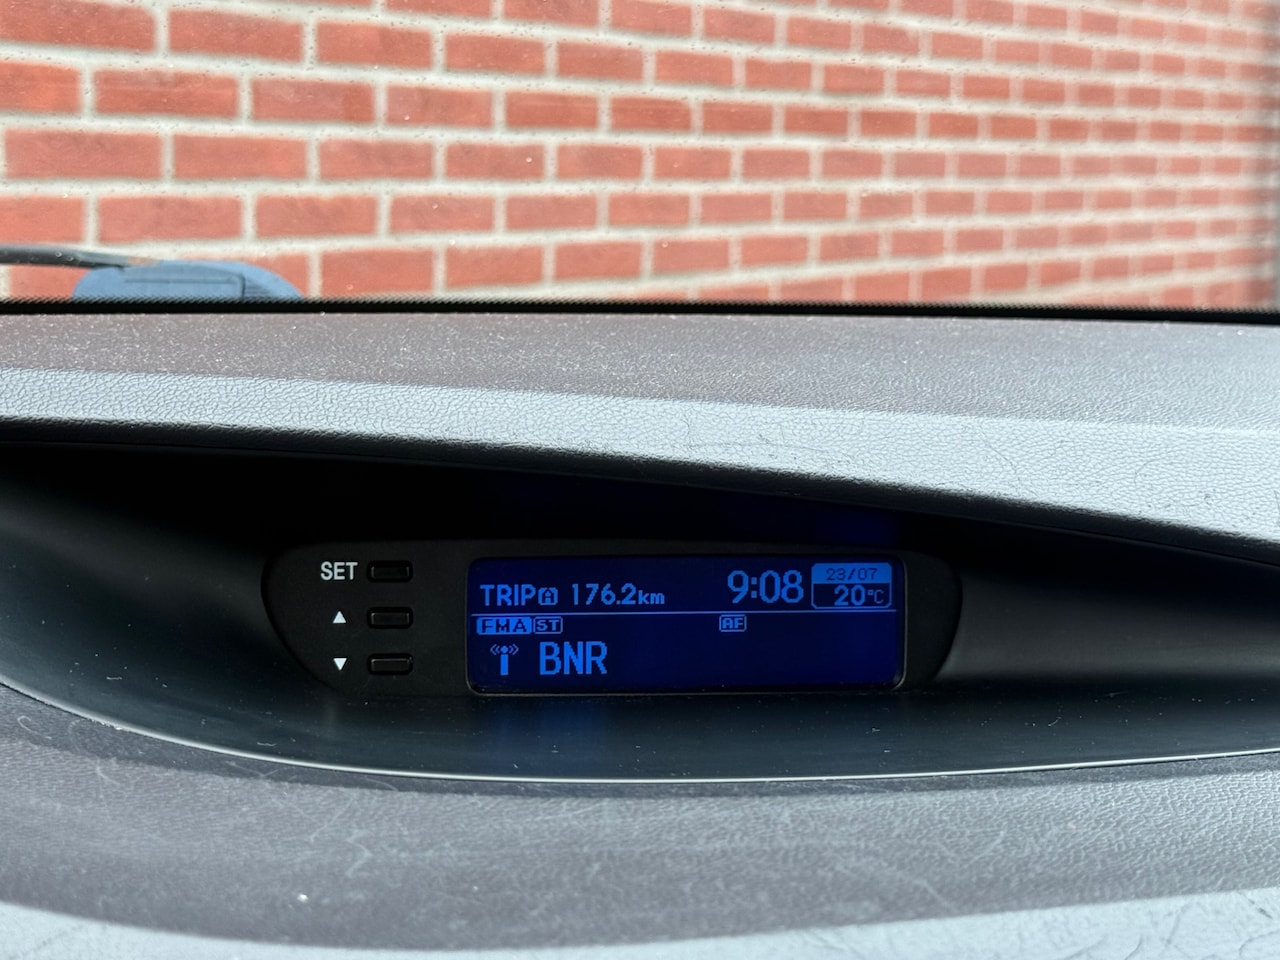 SET
TRIP A 176.2km 9:08 23/07
20°C
FMA ST AF
BNR